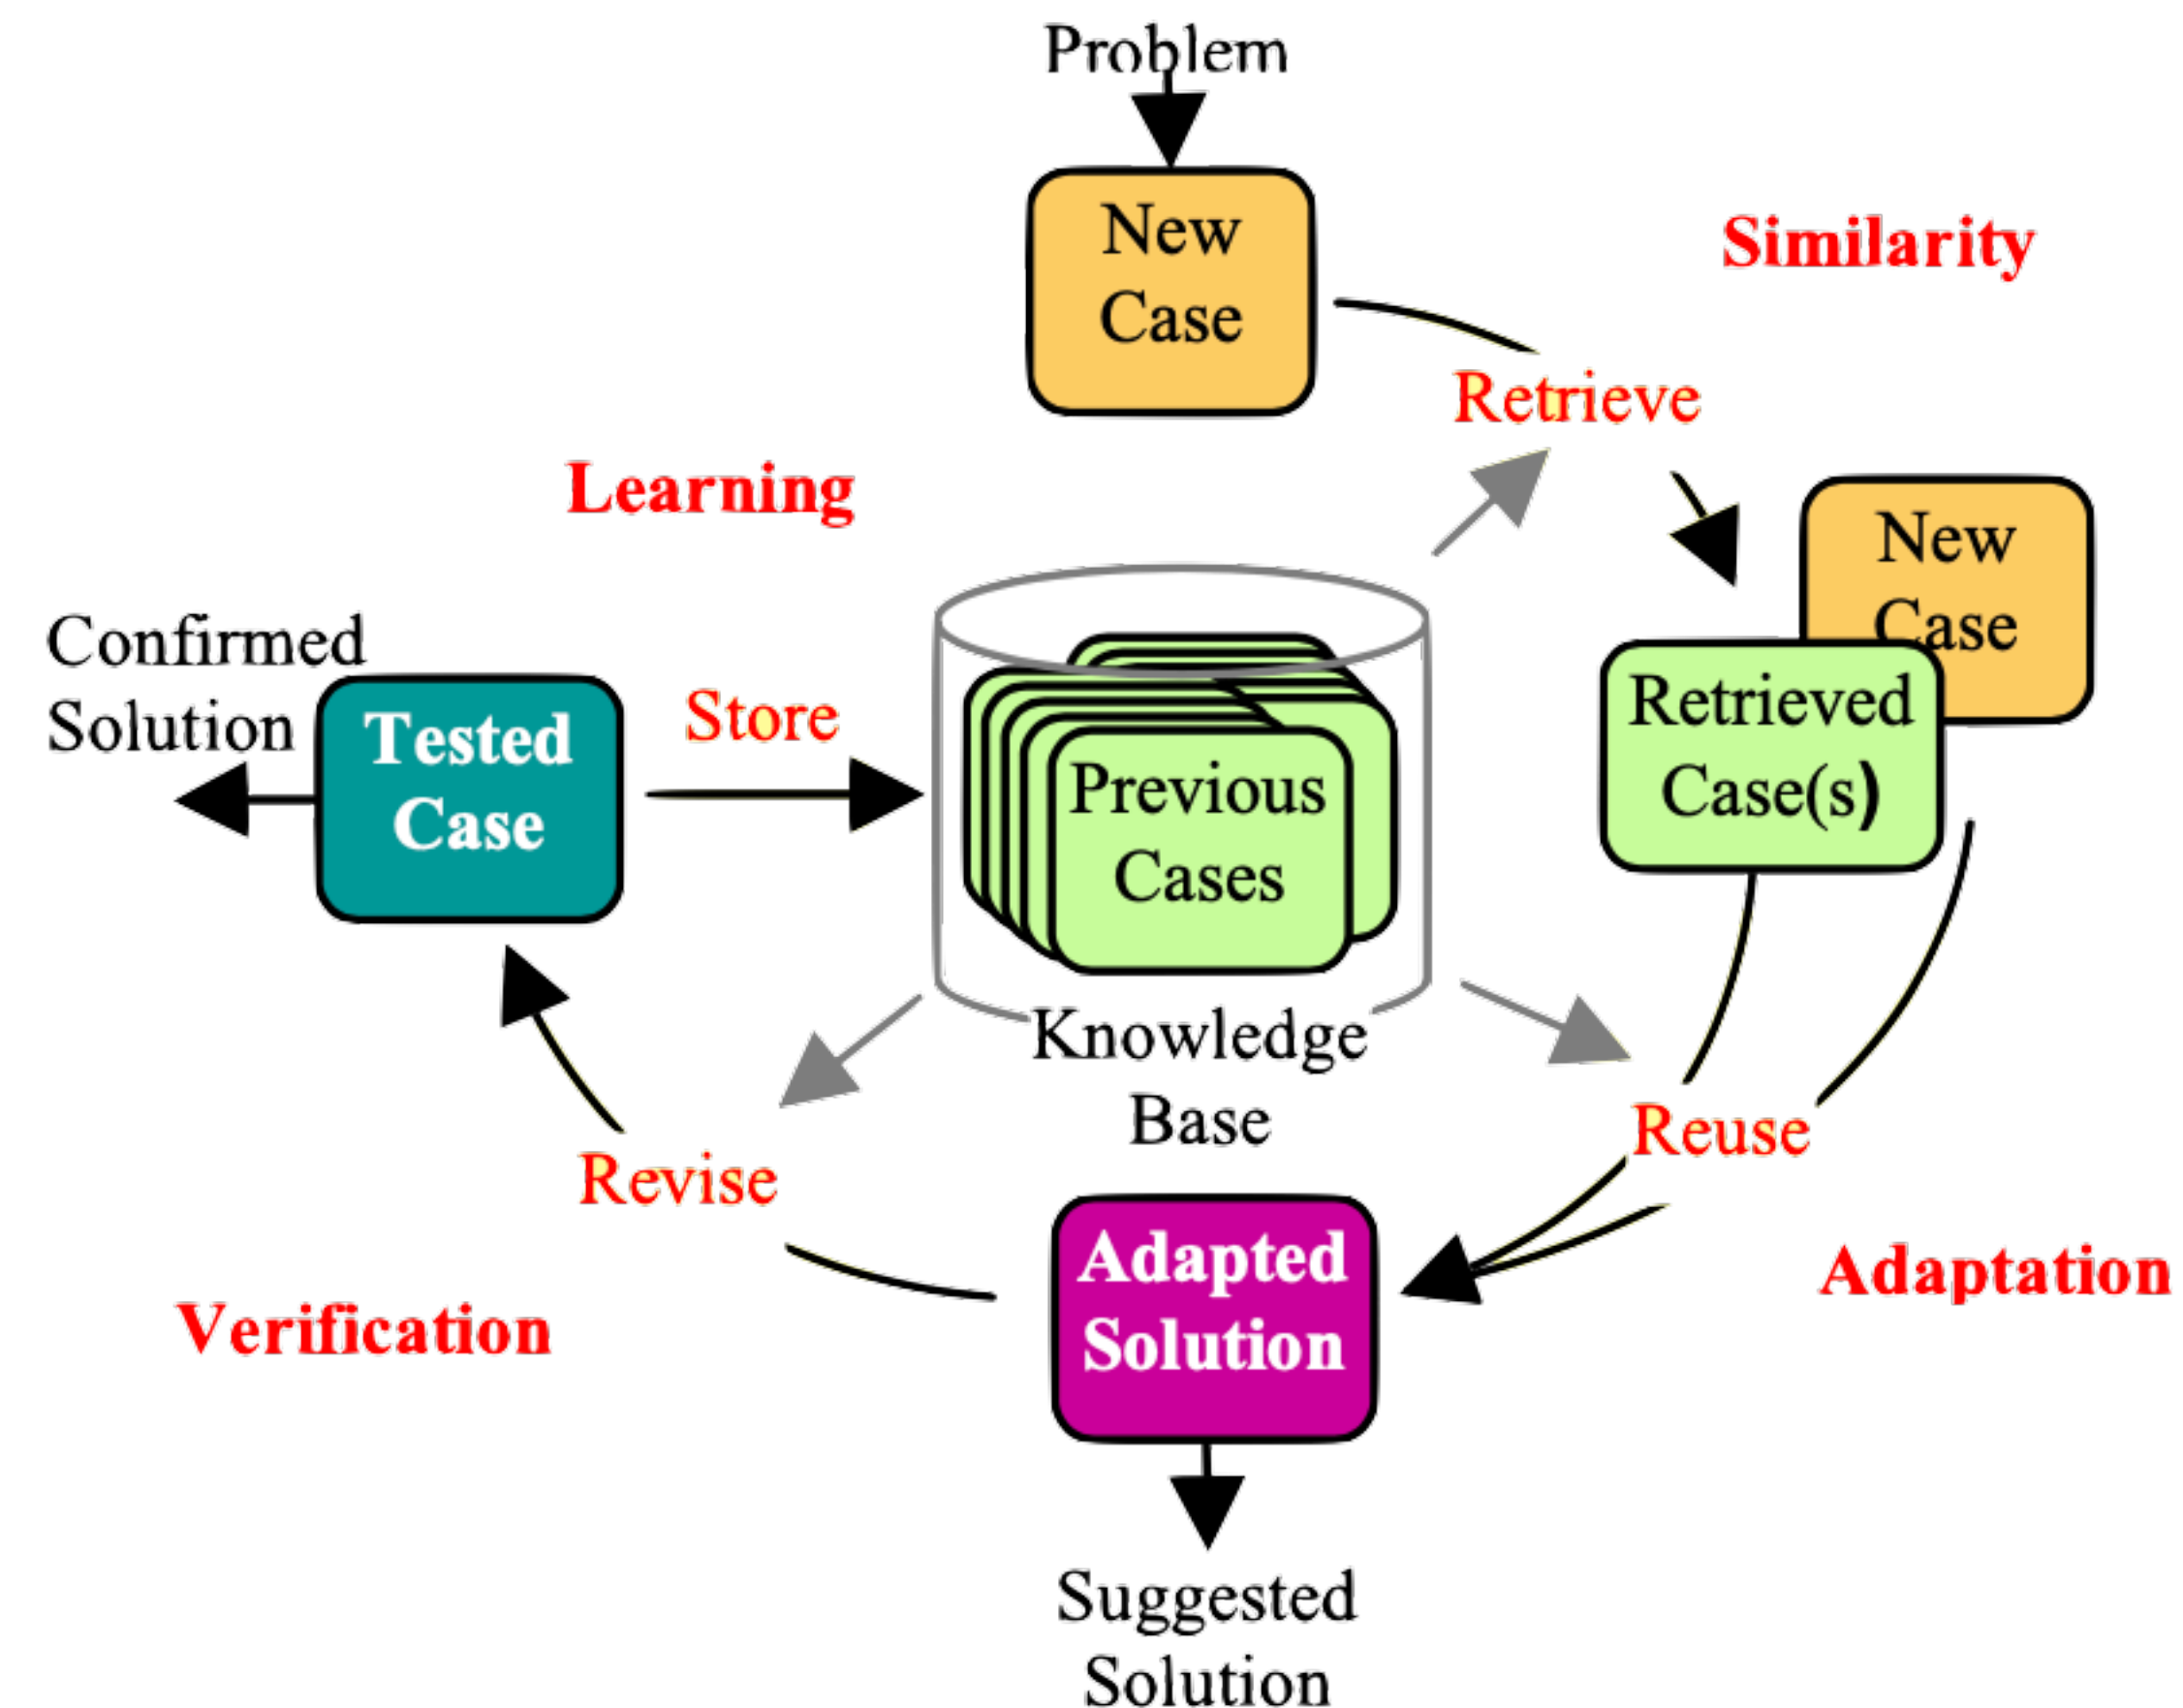 Problem
New
Case
Similarity
Retrieve
Learning
New
Case
Confirmed
Solution
Tested
Case
Store
Previous
Cases
Retrieved
Case(s)
Knowledge
Base
Revise
Reuse
Adapted
Solution
Adaptation
Verification
Suggested
Solution